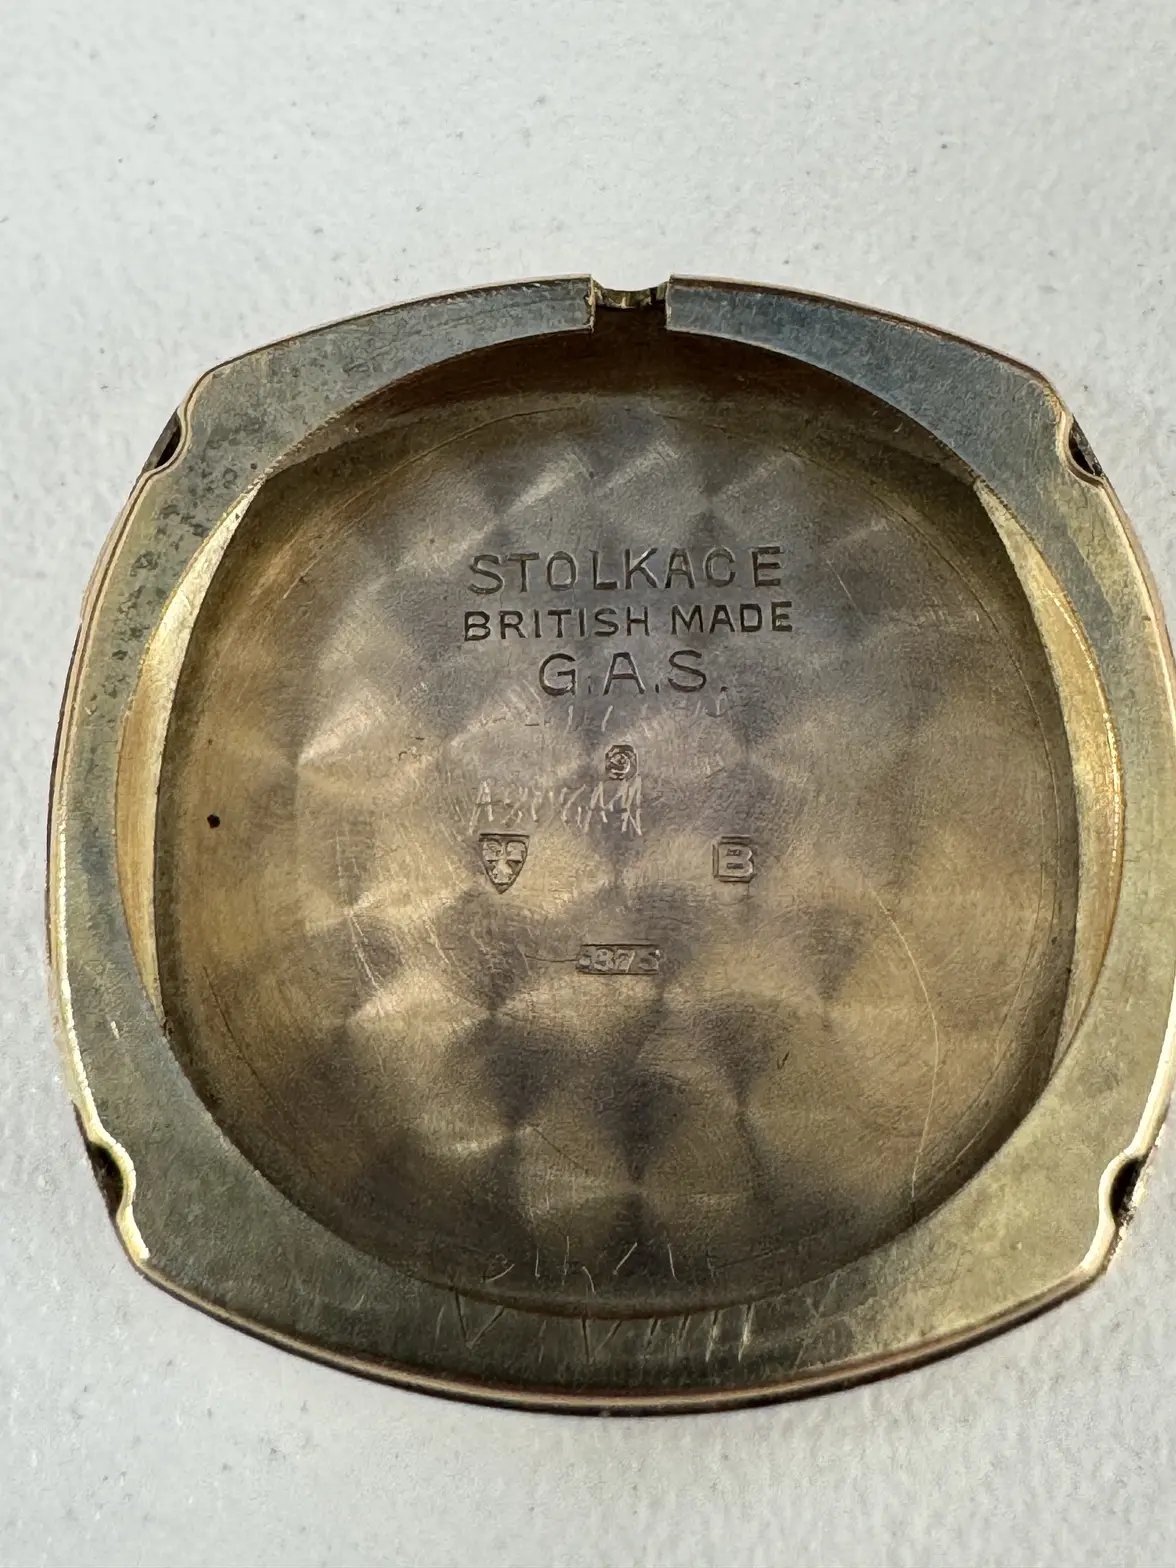 STOLKACE
BRITISH MADE
G.A.S.
B
375